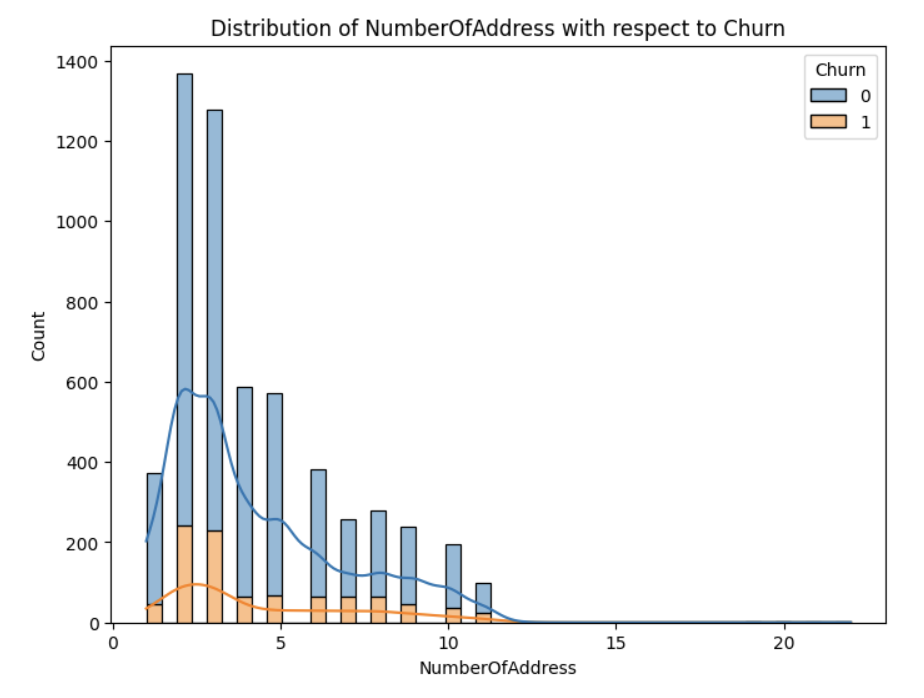 Distribution of NumberOfAddress with respect to Churn
Churn
0
1
1400
1200
1000
800
600
400
200
0
Count
0 5 10 15 20
NumberOfAddress